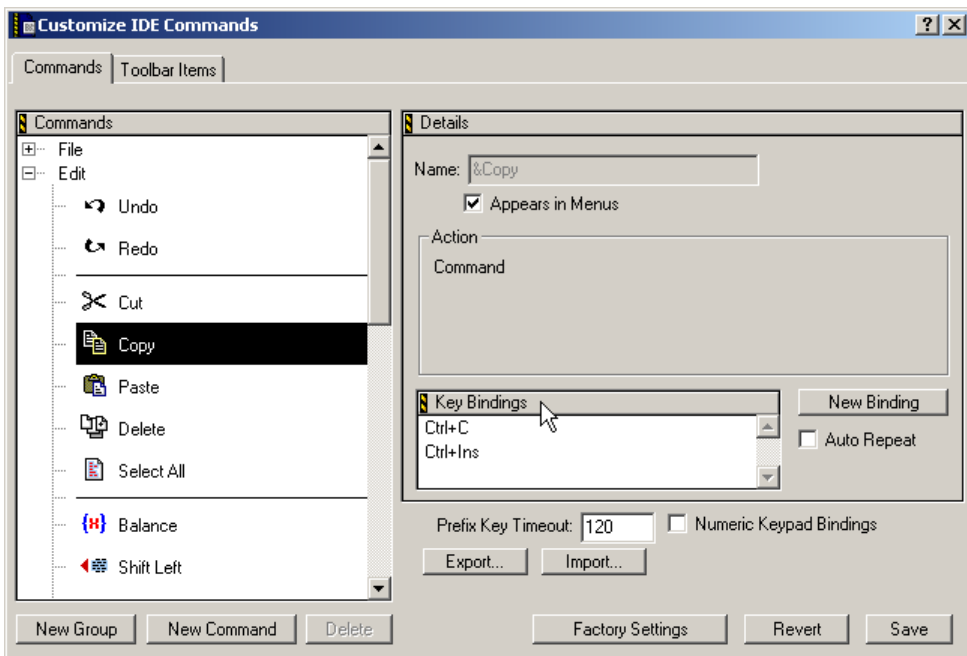 Customize IDE Commands
Commands
Toolbar Items
Commands
File
Edit
Undo
Redo
Cut
Copy
Paste
Delete
Select All
Balance
Shift Left
New Group
New Command
Delete
Details
Name: &Copy
Appears in Menus
Action
Command
Key Bindings
Ctrl+C
Ctrl+Ins
New Binding
Auto Repeat
Prefix Key Timeout: 120
Numeric Keypad Bindings
Export...
Import...
Factory Settings
Revert
Save